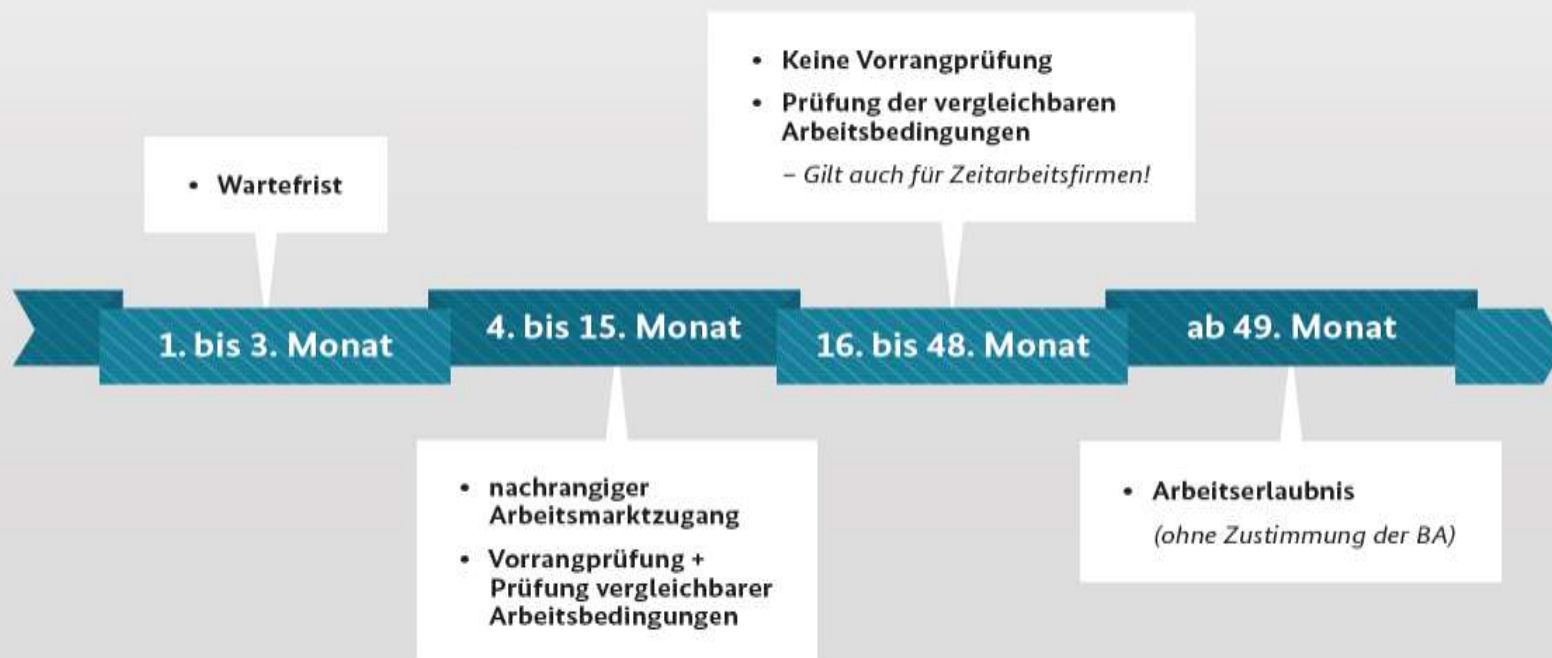 • Keine Vorrangprüfung
• Prüfung der vergleichbaren
Arbeitsbedingungen
– Gilt auch für Zeitarbeitsfirmen!
• Wartefrist
1. bis 3. Monat
4. bis 15. Monat
16. bis 48. Monat
ab 49. Monat
• nachrangiger
Arbeitsmarktzugang
• Vorrangprüfung +
Prüfung vergleichbarer
Arbeitsbedingungen
• Arbeitserlaubnis
(ohne Zustimmung der BA)